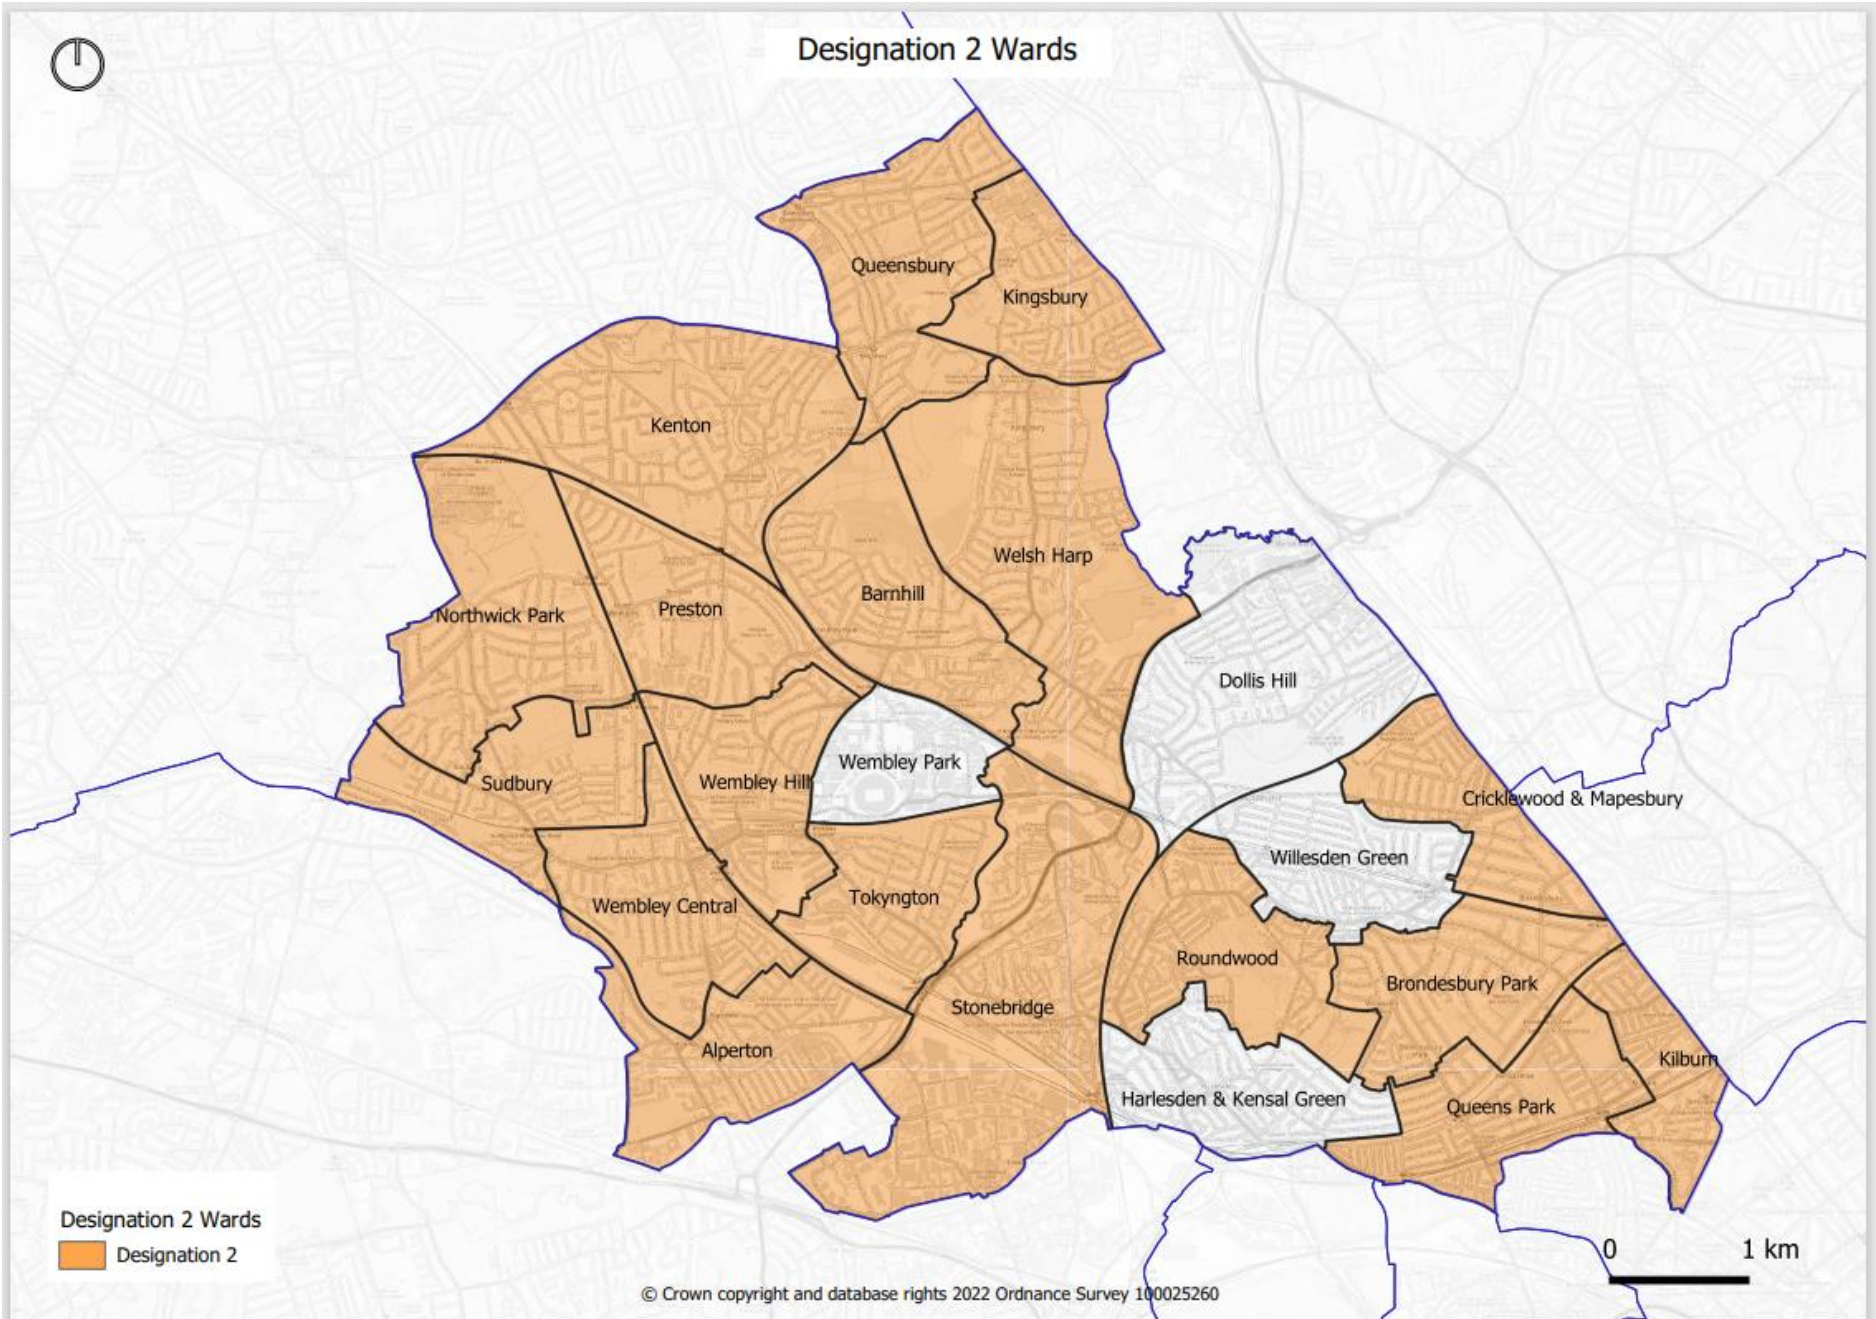 Designation 2 Wards
Queensbury
Kingsbury
Kenton
Welsh Harp
Barnhill
Preston
Northwick Park
Dollis Hill
Wembley Park
Wembley Hill
Sudbury
Cricklewood & Mapesbury
Willesden Green
Tokyngton
Wembley Central
Roundwood
Brondesbury Park
Stonebridge
Alperton
Kilburn
Harlesden & Kensal Green
Queens Park
Designation 2 Wards
Designation 2
0 1 km
© Crown copyright and database rights 2022 Ordnance Survey 100025260